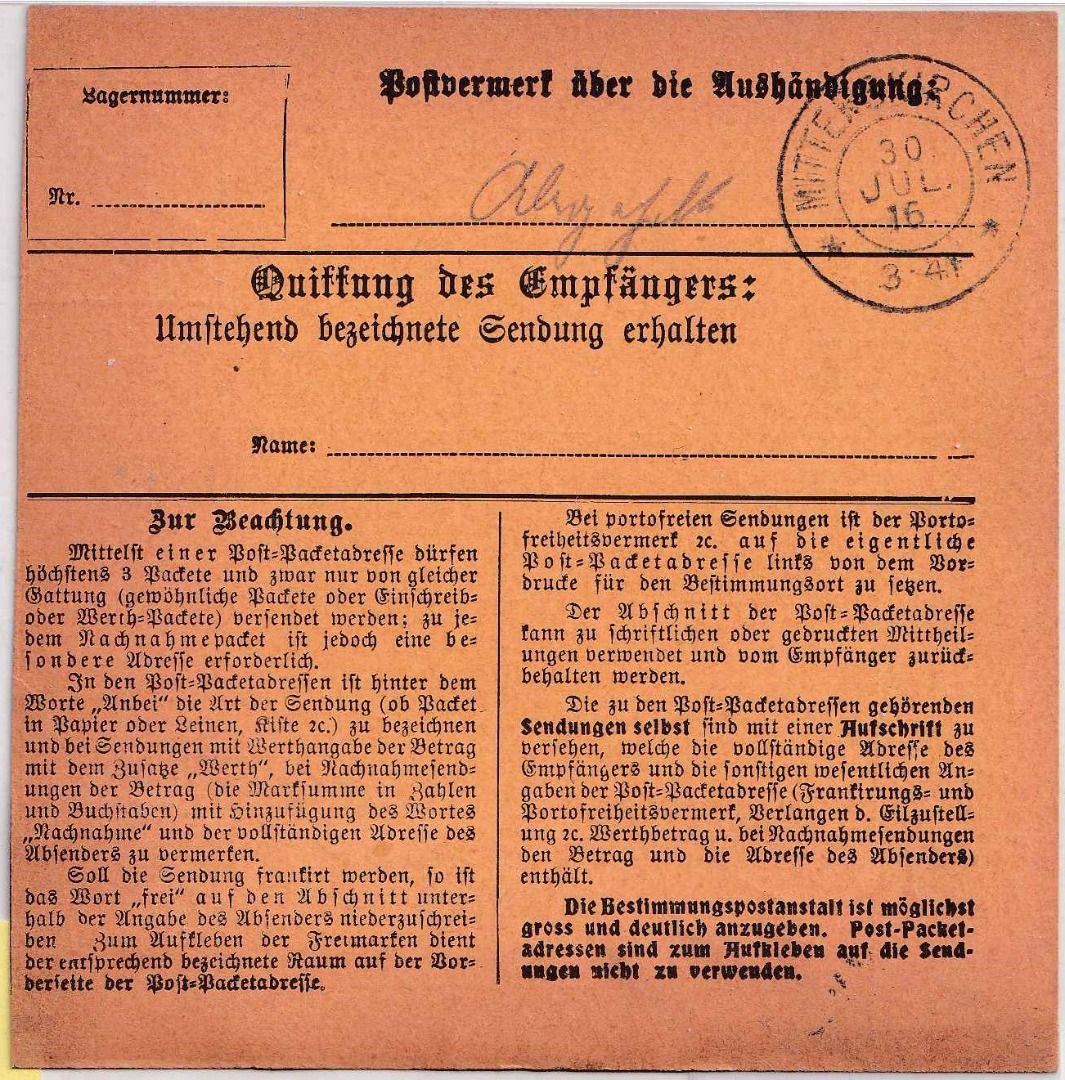 Lagernummer:
Nr.
Postvermerk über die Aushändigung:
MITTERSKIRCHEN
30.
JUL.
16.
3-4N
Quittung des Empfängers:
Umstehend bezeichnete Sendung erhalten
Name:
Zur Beachtung.
Mittelst einer Post-Packetadresse dürfen
höchstens 3 Packete und zwar nur von gleicher
Gattung (gewöhnliche Packete oder Einschreib-
oder Werth-Packete) versendet werden; zu je-
dem Nachnahmepacket ist jedoch eine be-
sondere Adresse erforderlich.
In den Post-Packetadressen ist hinter dem
Worte „Anbei" die Art der Sendung (ob Packet
in Papier oder Leinen, Kiste ꝛc.) zu bezeichnen
und bei Sendungen mit Werthangabe der Betrag
mit dem Zusatze „Werth", bei Nachnahmesend-
ungen der Betrag (die Marksumme in Zahlen
und Buchstaben) mit Hinzufügung des Wortes
„Nachnahme" und der vollständigen Adresse des
Absenders zu vermerken.
Soll die Sendung frankirt werden, so ist
das Wort „frei" auf den Abschnitt unter-
halb der Angabe des Absenders niederzuschrei-
ben Zum Aufkleben der Freimarken dient
der entsprechend bezeichnete Raum auf der Vor-
derseite der Post-Packetadresse.
Bei portofreien Sendungen ist der Porto-
freiheitsvermerk ꝛc. auf die eigentliche
Post-Packetadresse links von dem Vor-
drucke für den Bestimmungsort zu setzen.
Der Abschnitt der Post-Packetadresse
kann zu schriftlichen oder gedruckten Mittheil-
ungen verwendet und vom Empfänger zurück-
behalten werden.
Die zu den Post-Packetadressen gehörenden
Sendungen selbst sind mit einer Aufschrift zu
versehen, welche die vollständige Adresse des
Empfängers und die sonstigen wesentlichen An-
gaben der Post-Packetadresse (Frankirungs- und
Portofreiheitsvermerk, Verlangen d. Eilzustell-
ung ꝛc. Werthbetrag u. bei Nachnahmesendungen
den Betrag und die Adresse des Absenders)
enthält.
Die Bestimmungspostanstalt ist möglichst
gross und deutlich anzugeben. Post-Packet-
adressen sind zum Aufkleben auf die Send-
ungen nicht zu verwenden.